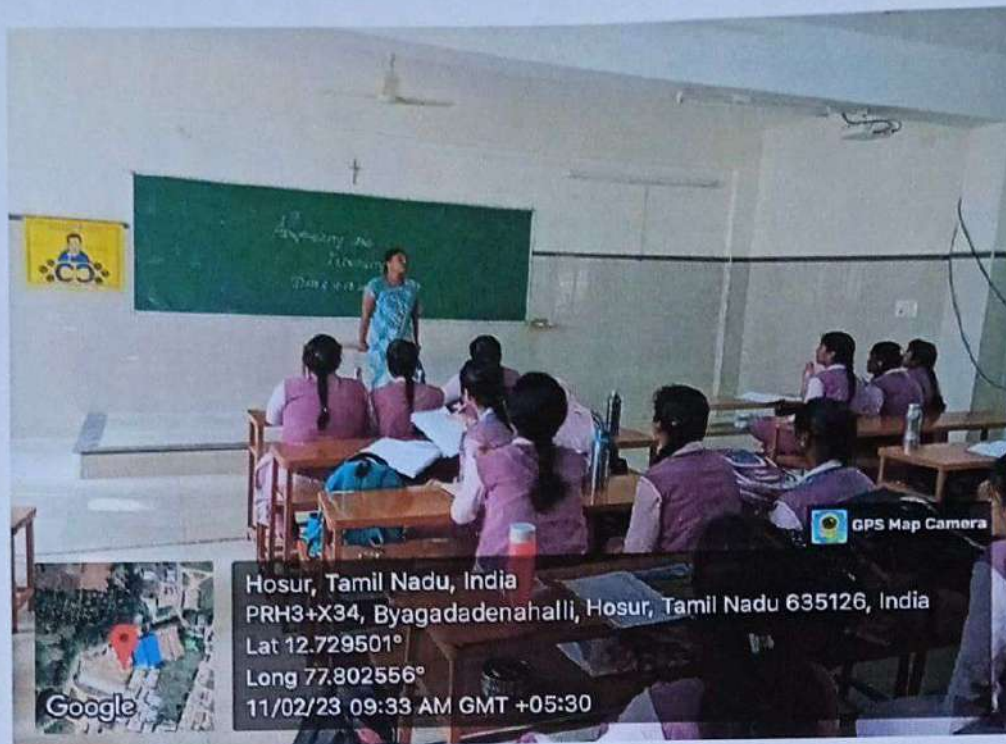 GPS Map Camera
Hosur, Tamil Nadu, India
PRH3+X34, Byagadadenahalli, Hosur, Tamil Nadu 635126, India
Lat 12.729501°
Long 77.802556°
11/02/23 09:33 AM GMT +05:30
Google